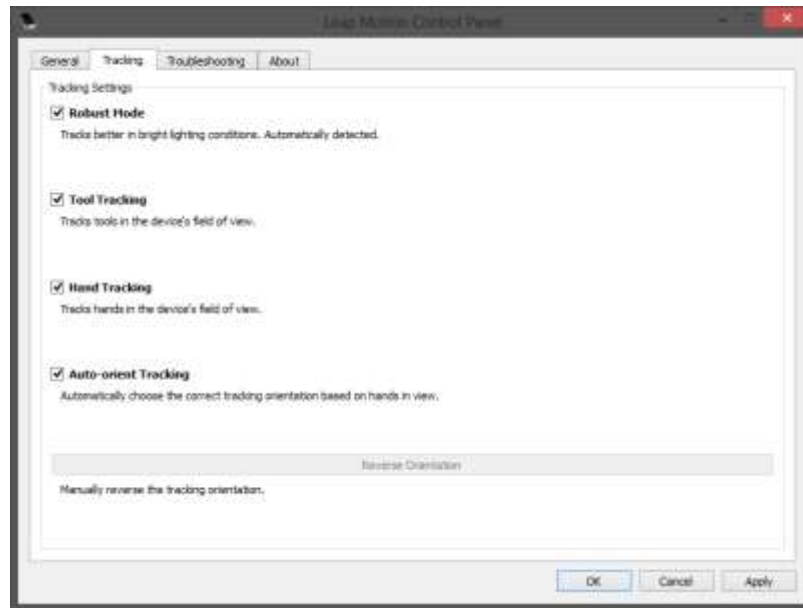 Leap Motion Control Panel
General Tracking Troubleshooting About
Tracking Settings
Robust Mode
Tracks better in bright lighting conditions. Automatically detected.
Tool Tracking
Tracks tools in the device's field of view.
Hand Tracking
Tracks hands in the device's field of view.
Auto-orient Tracking
Automatically choose the correct tracking orientation based on hands in view.
Reverse Orientation
Manually reverse the tracking orientation.
OK Cancel Apply